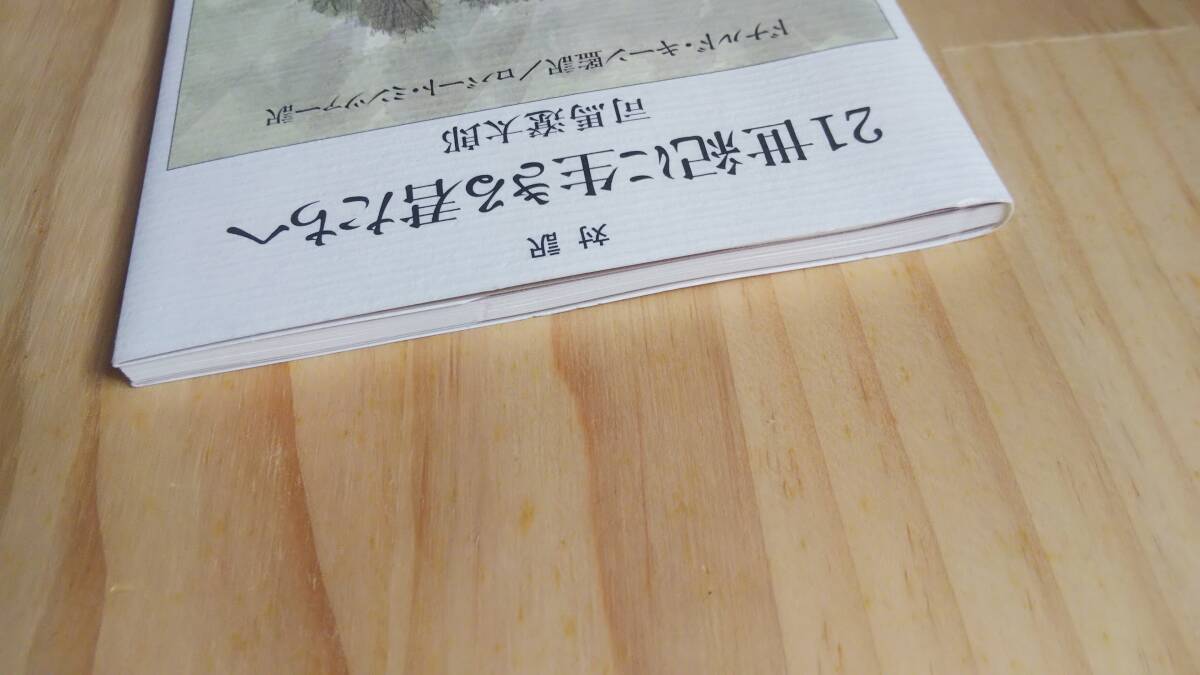 対訳
21世紀に生きる君たちへ
司馬遼太郎
ドナルド・キーン監訳／ロバート・ミンツァー訳